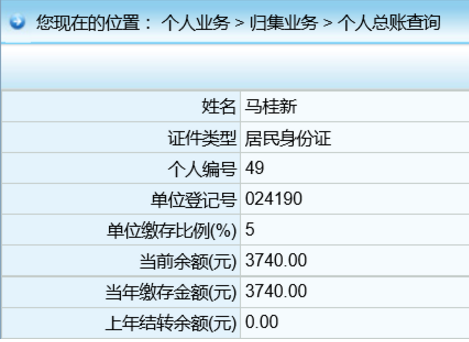 您现在的位置： 个人业务 > 归集业务 > 个人总账查询
姓名 马桂新
证件类型 居民身份证
个人编号 49
单位登记号 024190
单位缴存比例(%) 5
当前余额(元) 3740.00
当年缴存金额(元) 3740.00
上年结转余额(元) 0.00